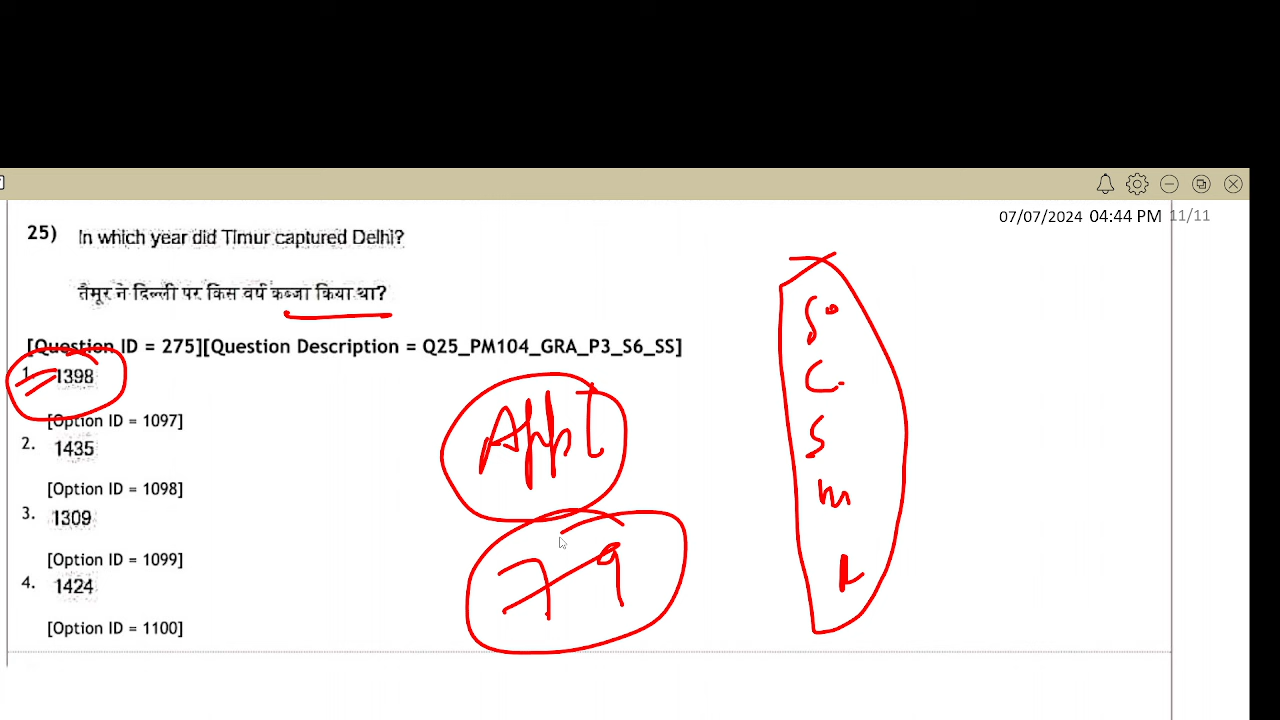 07/07/2024 04:44 PM 11/11
25) In which year did Timur captured Delhi?
तैमूर ने दिल्ली पर किस वर्ष कब्जा किया था?
[Question ID = 275][Question Description = Q25_PM104_GRA_P3_S6_SS]
1. 1398
[Option ID = 1097]
2. 1435
[Option ID = 1098]
3. 1309
[Option ID = 1099]
4. 1424
[Option ID = 1100]
App
79
S
C
S
m